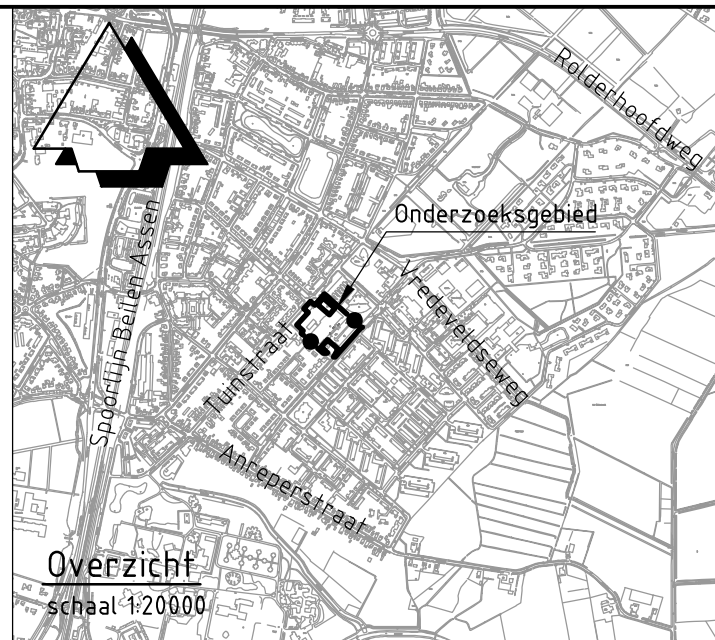 Rolderhoofdweg
Onderzoeksgebied
Spoorlijn Beilen Assen
Vredeveldseweg
Tuinstraat
Anreperstraat
Overzicht
schaal 1:20000